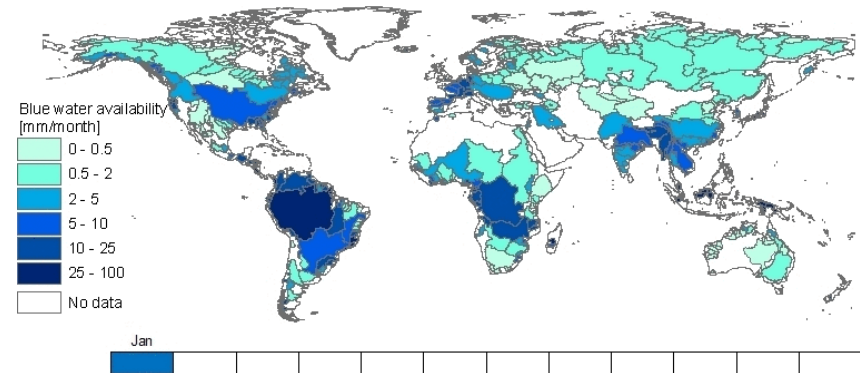 Blue water availability
[mm/month]
0 - 0.5
0.5 - 2
2 - 5
5 - 10
10 - 25
25 - 100
No data
Jan